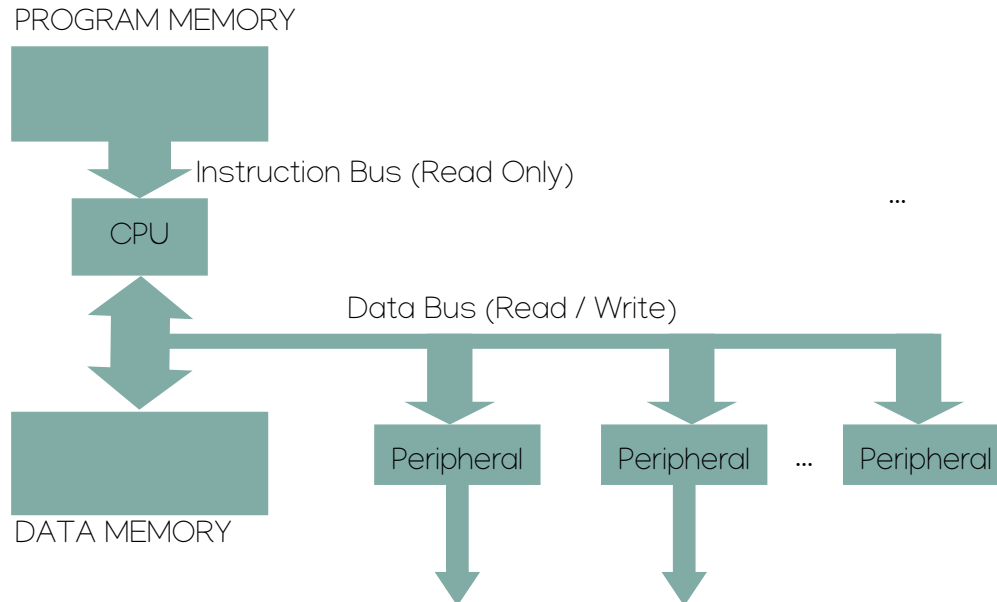 PROGRAM MEMORY
Instruction Bus (Read Only)
...
CPU
Data Bus (Read / Write)
Peripheral
Peripheral
...
Peripheral
DATA MEMORY